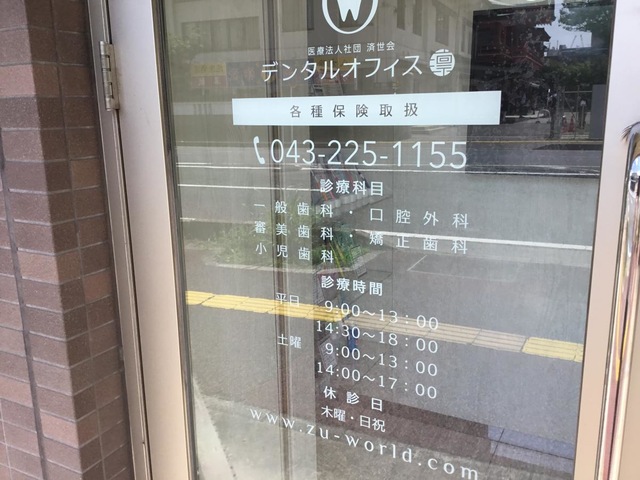 医療法人社団 済世会
デンタルオフィス
各種保険取扱
043-225-1155
診療科目
一般歯科・口腔外科
審美歯科・矯正歯科
小児歯科
診療時間
平日 9:00～13:00
14:30～18:00
土曜 9:00～13:00
14:00～17:00
休診日
木曜・日祝
www.zu-world.com